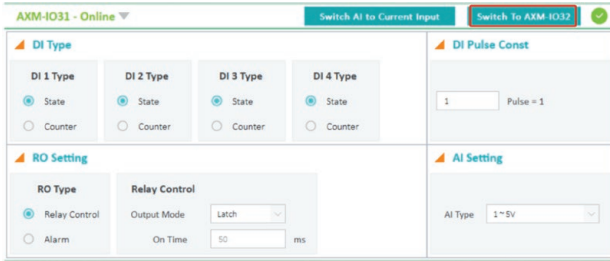 AXM-IO31 - Online
Switch AI to Current Input
Switch To AXM-IO32
DI Type
DI 1 Type
State
Counter
DI 2 Type
State
Counter
DI 3 Type
State
Counter
DI 4 Type
State
Counter
DI Pulse Const
1 Pulse = 1
RO Setting
RO Type
Relay Control
Alarm
Relay Control
Output Mode Latch
On Time 50 ms
AI Setting
AI Type 1~5V